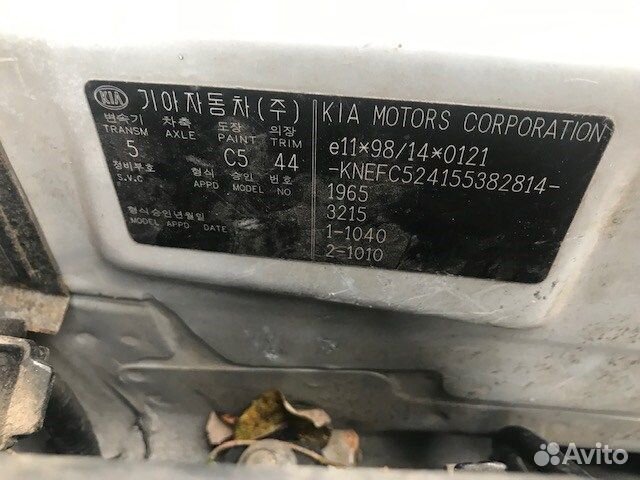 KIA 기아자동차(주)
변속기 차축 도장 의장
TRANSM AXLE PAINT TRIM
5 C5 44
정비부호 형식 승인 번호
S.V.C APPD MODEL NO
형식승인년월일
MODEL APPD DATE:
KIA MOTORS CORPORATION
e11*98/14*0121
-KNEFC524155382814-
1965
3215
1-1040
2-1010
Avito